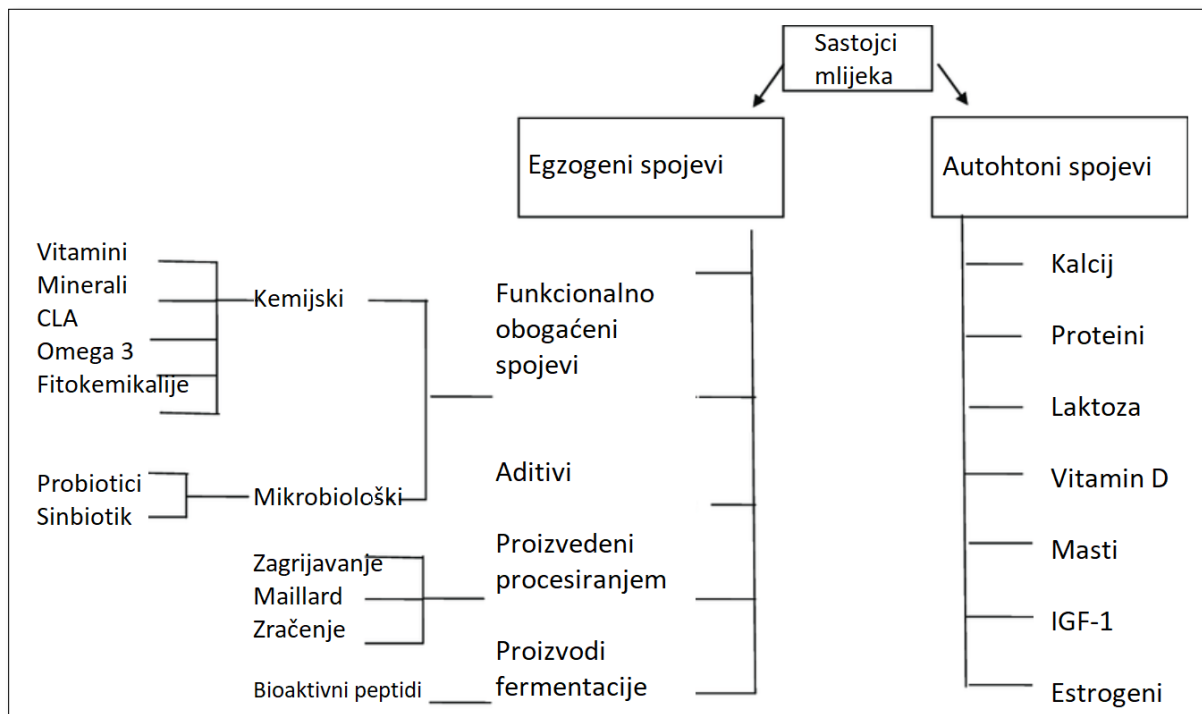 Sastojci
mlijeka
Egzogeni spojevi
Autohtoni spojevi
Vitamini
Minerali
CLA
Omega 3
Fitokemikalije
Kemijski
Funkcionalno
obogaćeni
spojevi
Probiotici
Sinbiotik
Mikrobiološki
Aditivi
Zagrijavanje
Maillard
Zračenje
Proizvedeni
procesiranjem
Bioaktivni peptidi
Proizvodi
fermentacije
Kalcij
Proteini
Laktoza
Vitamin D
Masti
IGF-1
Estrogeni